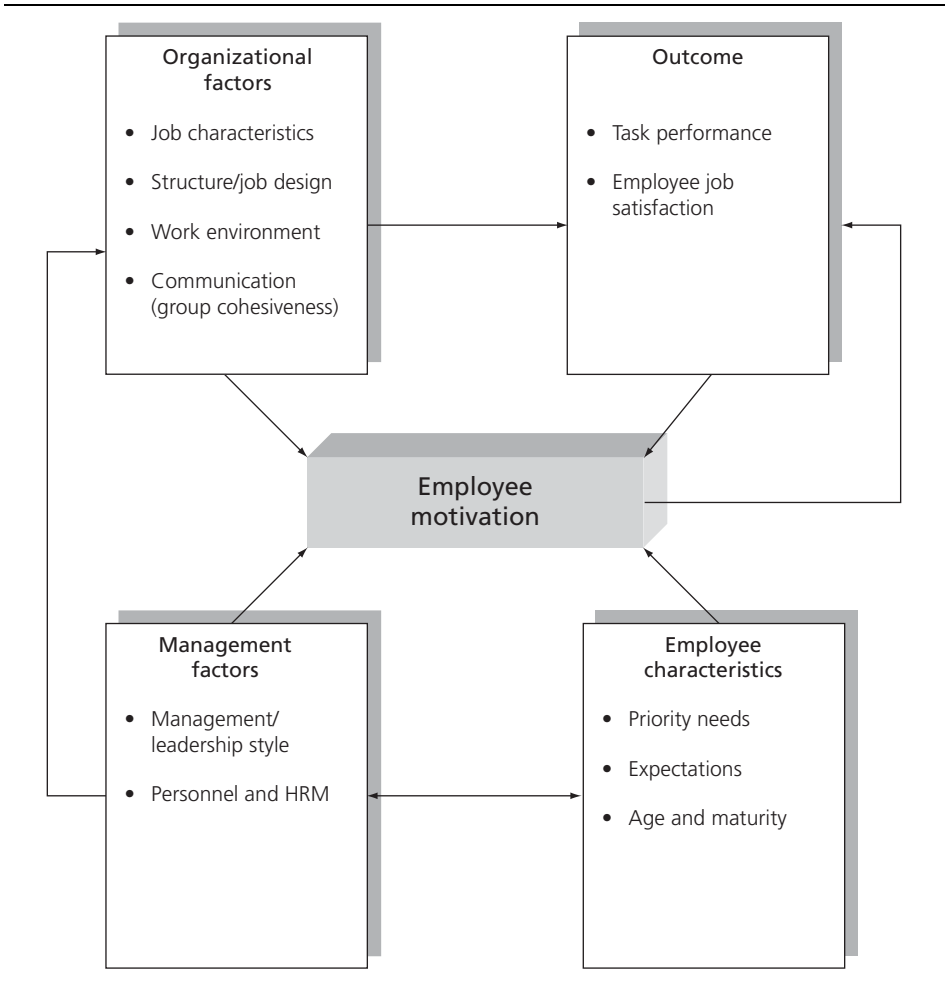 Organizational
factors
• Job characteristics
• Structure/job design
• Work environment
• Communication
(group cohesiveness)
Outcome
• Task performance
• Employee job
satisfaction
Employee
motivation
Management
factors
• Management/
leadership style
• Personnel and HRM
Employee
characteristics
• Priority needs
• Expectations
• Age and maturity